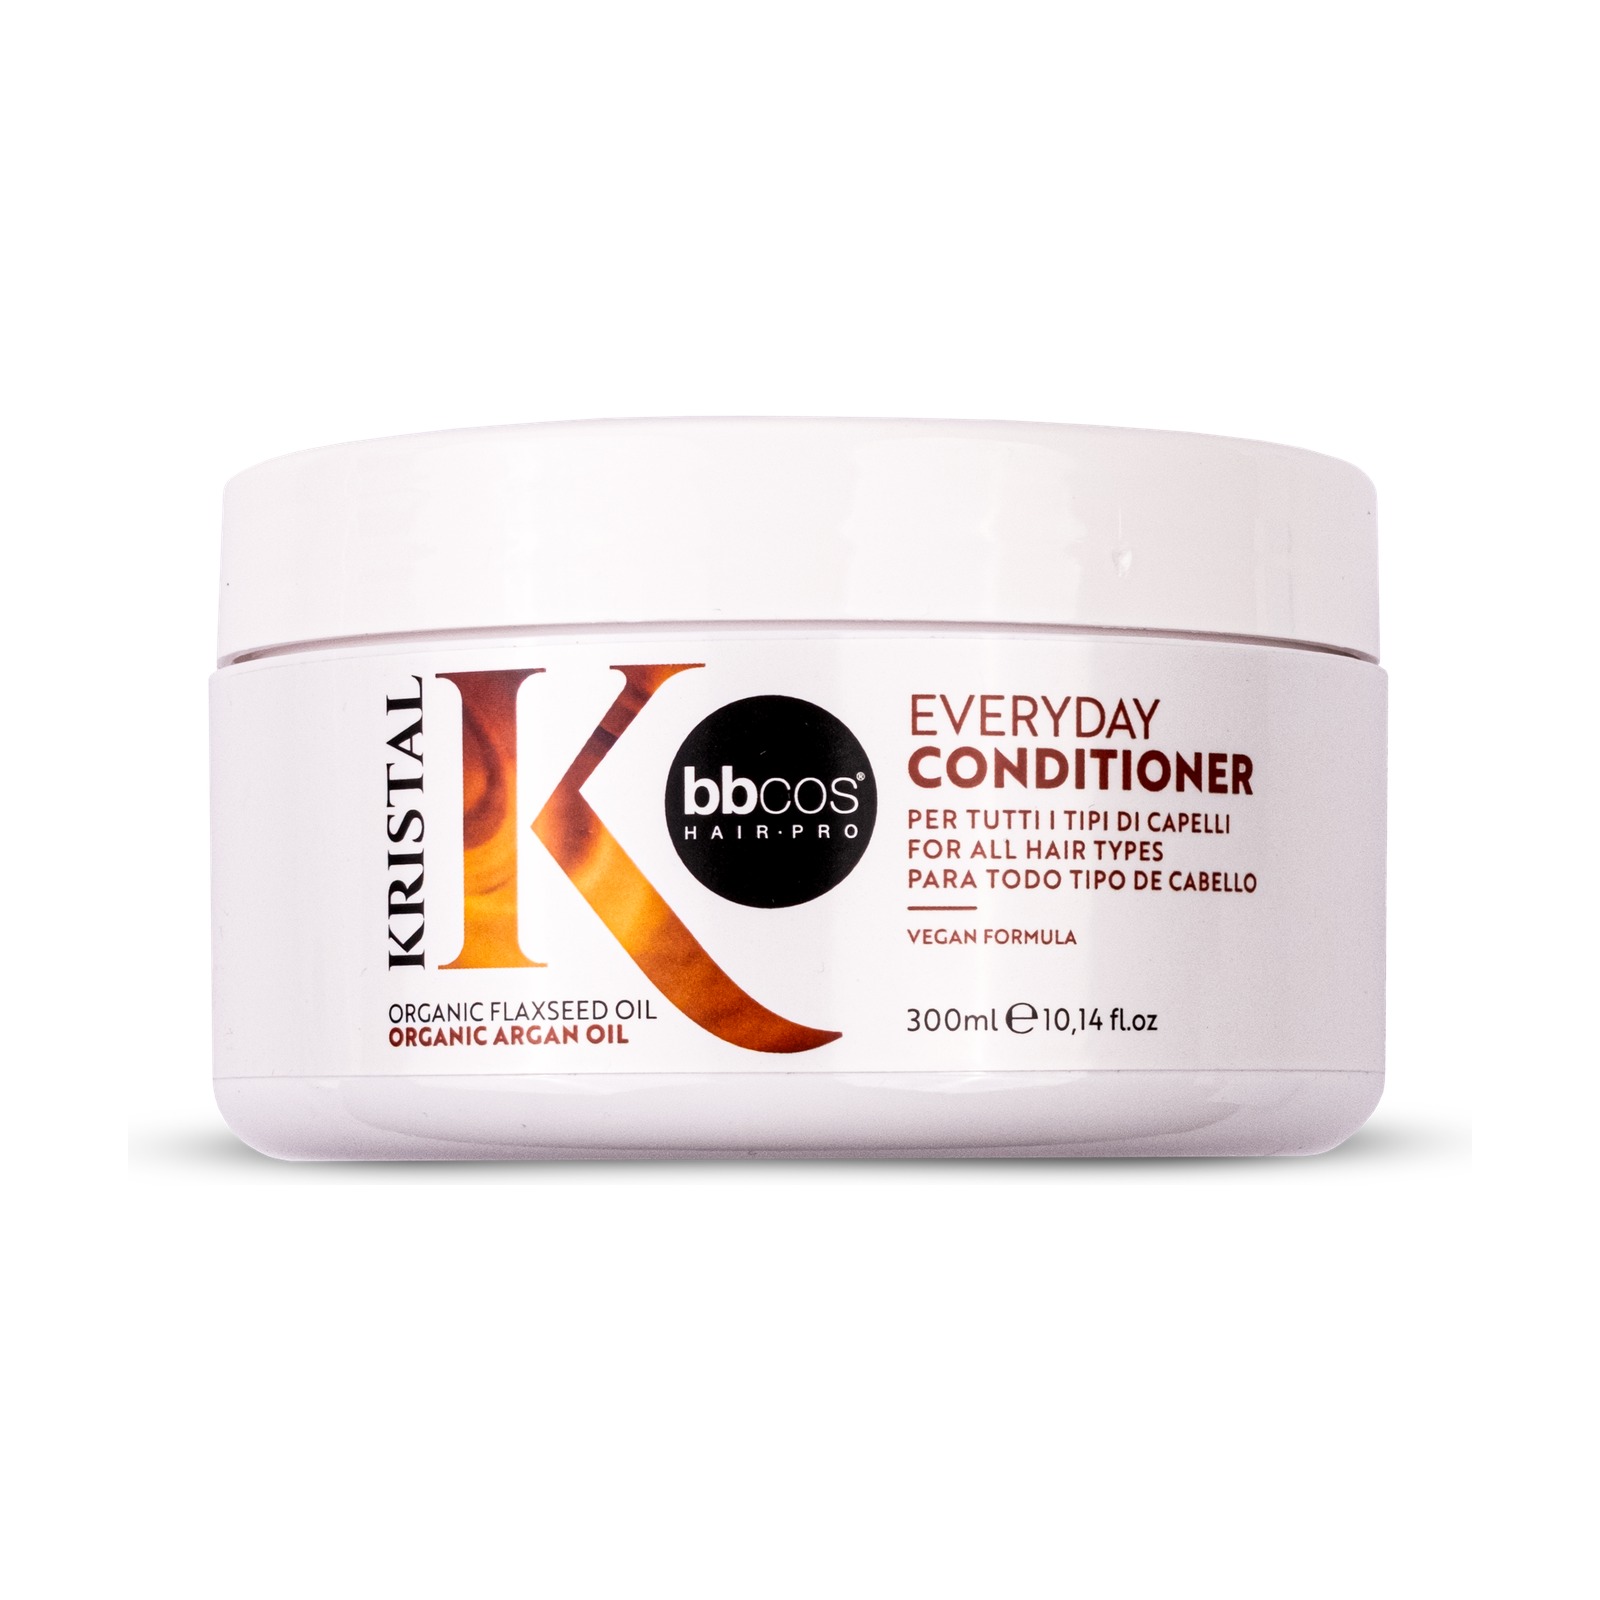 KRISTAL
K
bbcos®
HAIR·PRO
ORGANIC FLAXSEED OIL
ORGANIC ARGAN OIL
EVERYDAY
CONDITIONER
PER TUTTI I TIPI DI CAPELLI
FOR ALL HAIR TYPES
PARA TODO TIPO DE CABELLO
VEGAN FORMULA
300ml ℮ 10,14 fl.oz